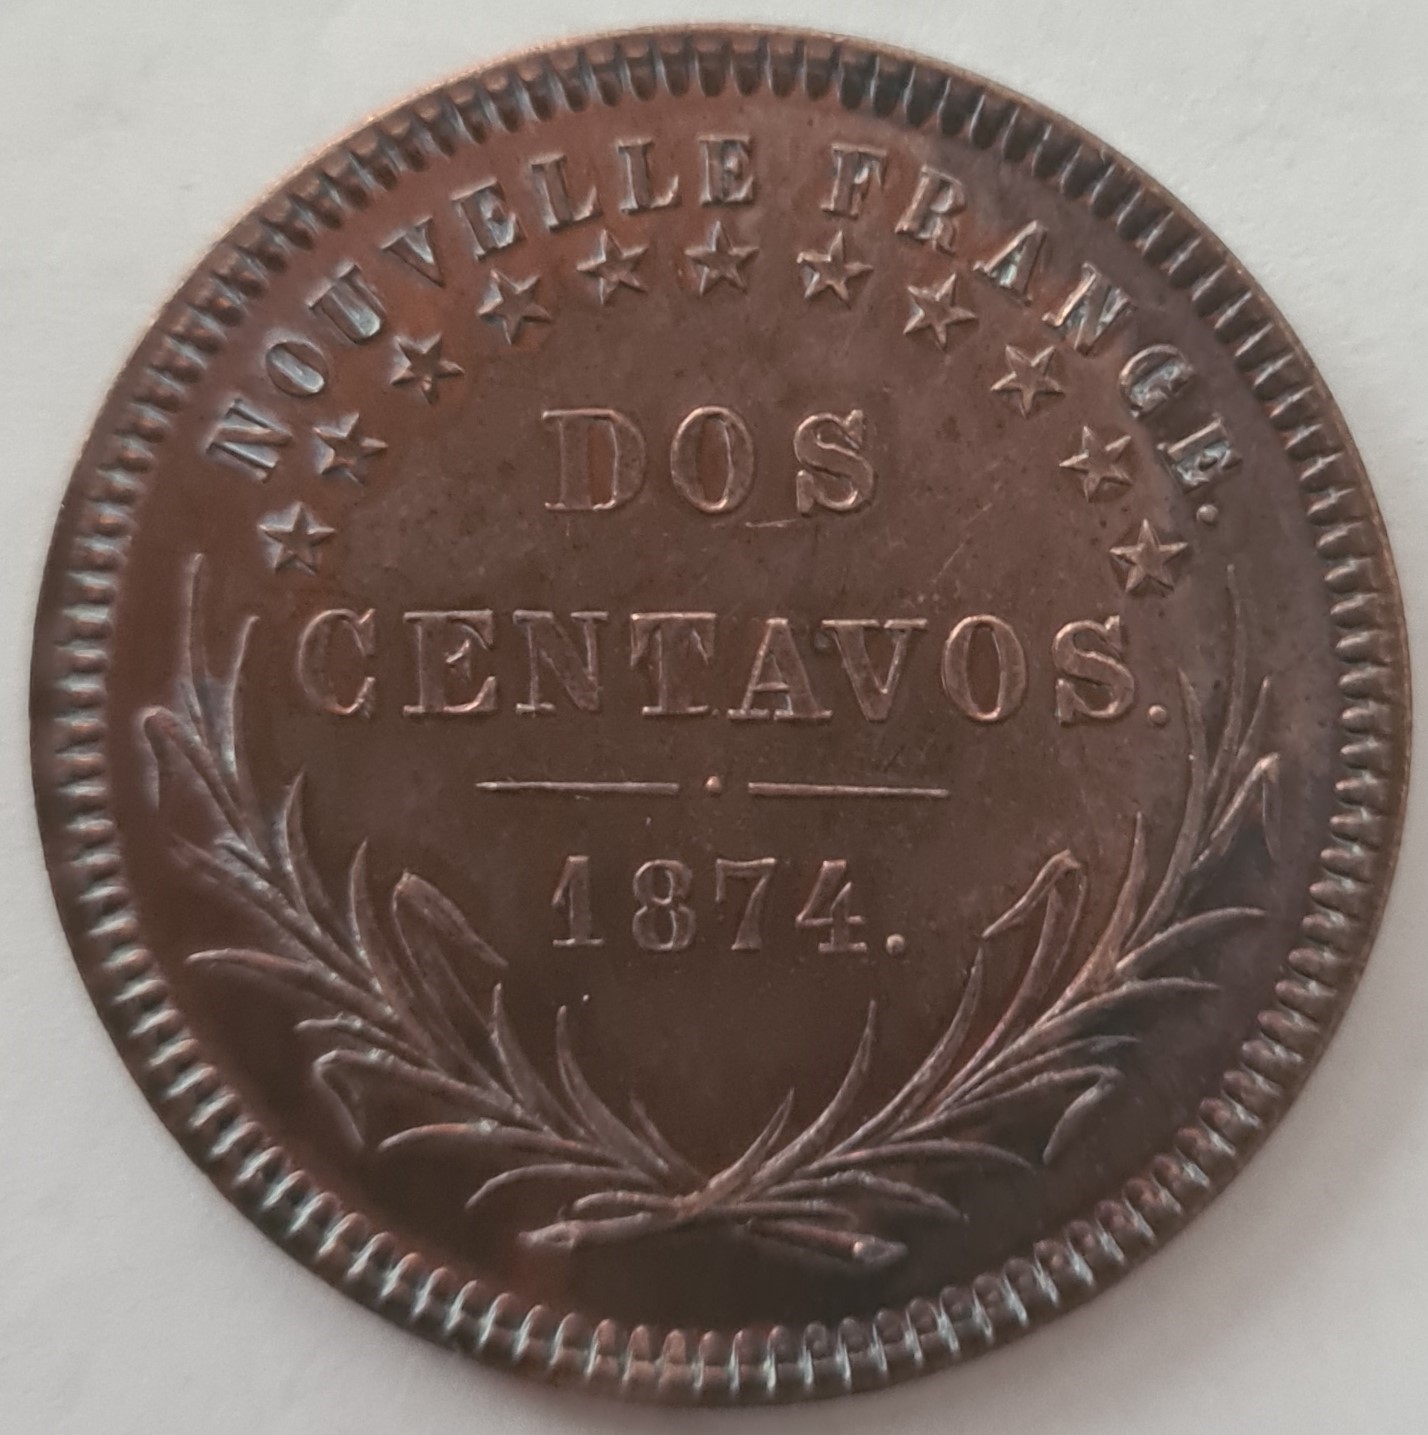 NOUVELLE FRANCE.
DOS
CENTAVOS.
1874.